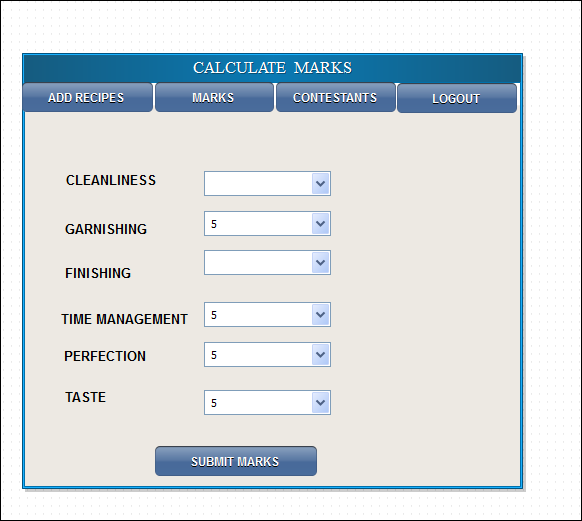 CALCULATE MARKS
ADD RECIPES MARKS CONTESTANTS LOGOUT
CLEANLINESS
GARNISHING 5
FINISHING
TIME MANAGEMENT 5
PERFECTION 5
TASTE 5
SUBMIT MARKS